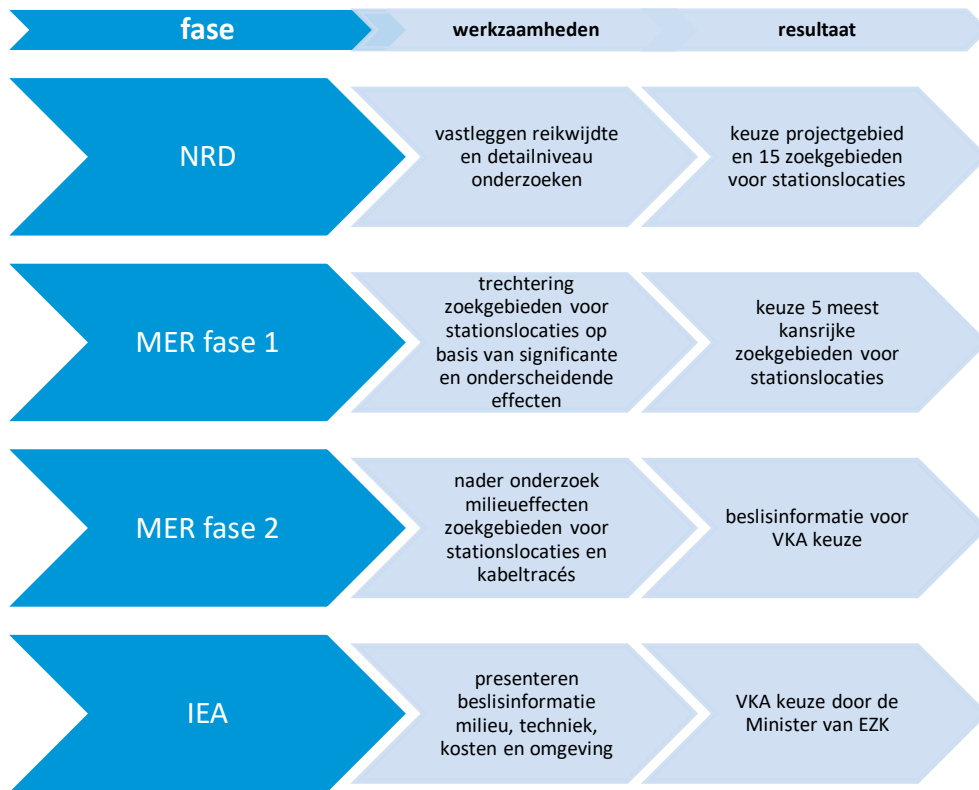 fase
werkzaamheden
resultaat
NRD
vastleggen reikwijdte
en detailniveau
onderzoeken
keuze projectgebied
en 15 zoekgebieden
voor stationslocaties
MER fase 1
trechtering
zoekgebieden voor
stationslocaties op
basis van significante
en onderscheidende
effecten
keuze 5 meest
kansrijke
zoekgebieden voor
stationslocaties
MER fase 2
nader onderzoek
milieueffecten
zoekgebieden voor
stationslocaties en
kabeltracés
beslisinformatie voor
VKA keuze
IEA
presenteren
beslisinformatie
milieu, techniek,
kosten en omgeving
VKA keuze door de
Minister van EZK